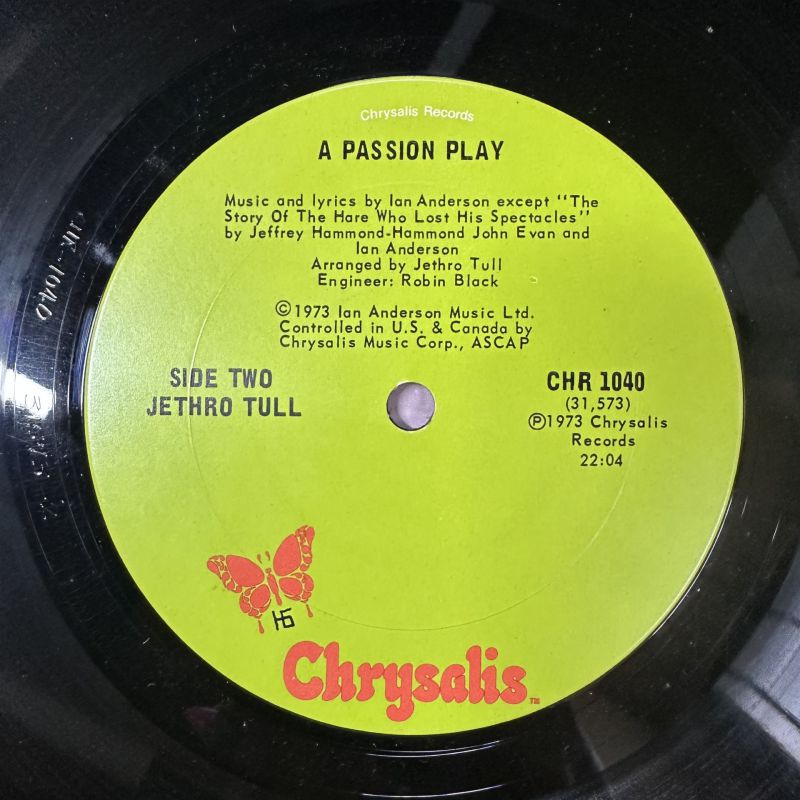 Chrysalis Records
A PASSION PLAY
Music and lyrics by Ian Anderson except "The
Story Of The Hare Who Lost His Spectacles"
by Jeffrey Hammond-Hammond John Evan and
Ian Anderson
Arranged by Jethro Tull
Engineer: Robin Black
©1973 Ian Anderson Music Ltd.
Controlled in U.S. & Canada by
Chrysalis Music Corp., ASCAP
SIDE TWO
JETHRO TULL
CHR 1040
(31,573)
℗1973 Chrysalis
Records
22:04
Chrysalis
TM